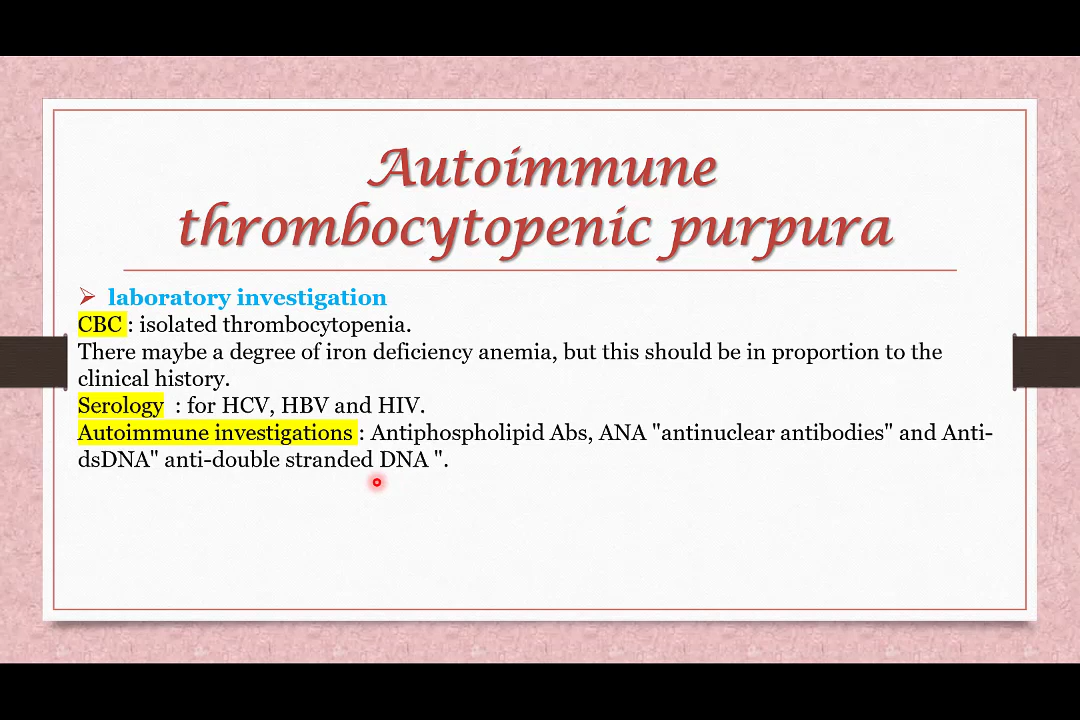 Autoimmune
thrombocytopenic purpura
laboratory investigation
CBC : isolated thrombocytopenia.
There maybe a degree of iron deficiency anemia, but this should be in proportion to the
clinical history.
Serology : for HCV, HBV and HIV.
Autoimmune investigations : Antiphospholipid Abs, ANA "antinuclear antibodies" and Anti-
dsDNA" anti-double stranded DNA ".